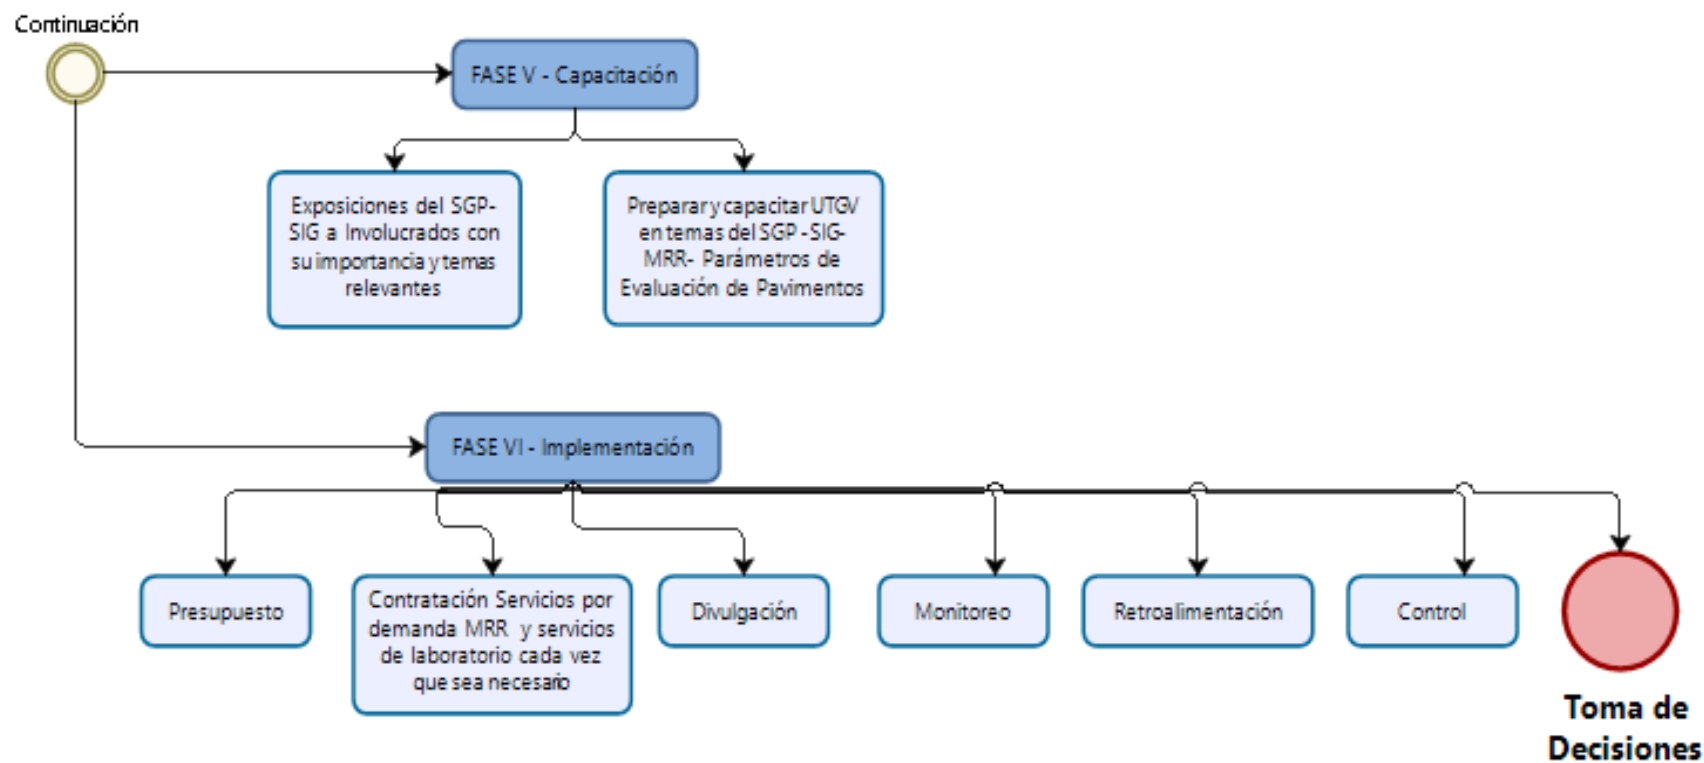 Continuación
FASE V - Capacitación
Exposiciones del SGP-
SIG a Involucrados con
su importancia y temas
relevantes
Preparar y capacitar UTGV
en temas del SGP -SIG-
MRR- Parámetros de
Evaluación de Pavimentos
FASE VI - Implementación
Presupuesto
Contratación Servicios por
demanda MRR y servicios
de laboratorio cada vez
que sea necesario
Divulgación
Monitoreo
Retroalimentación
Control
Toma de
Decisiones